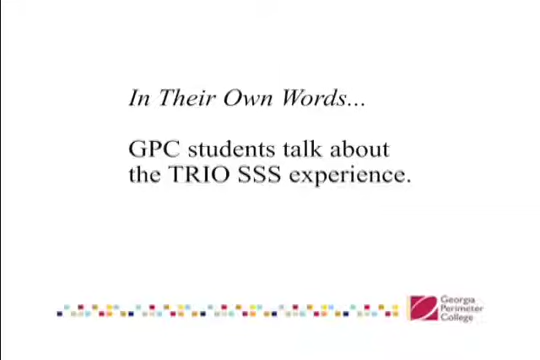 In Their Own Words...
GPC students talk about
the TRIO SSS experience.
Georgia
Perimeter
College